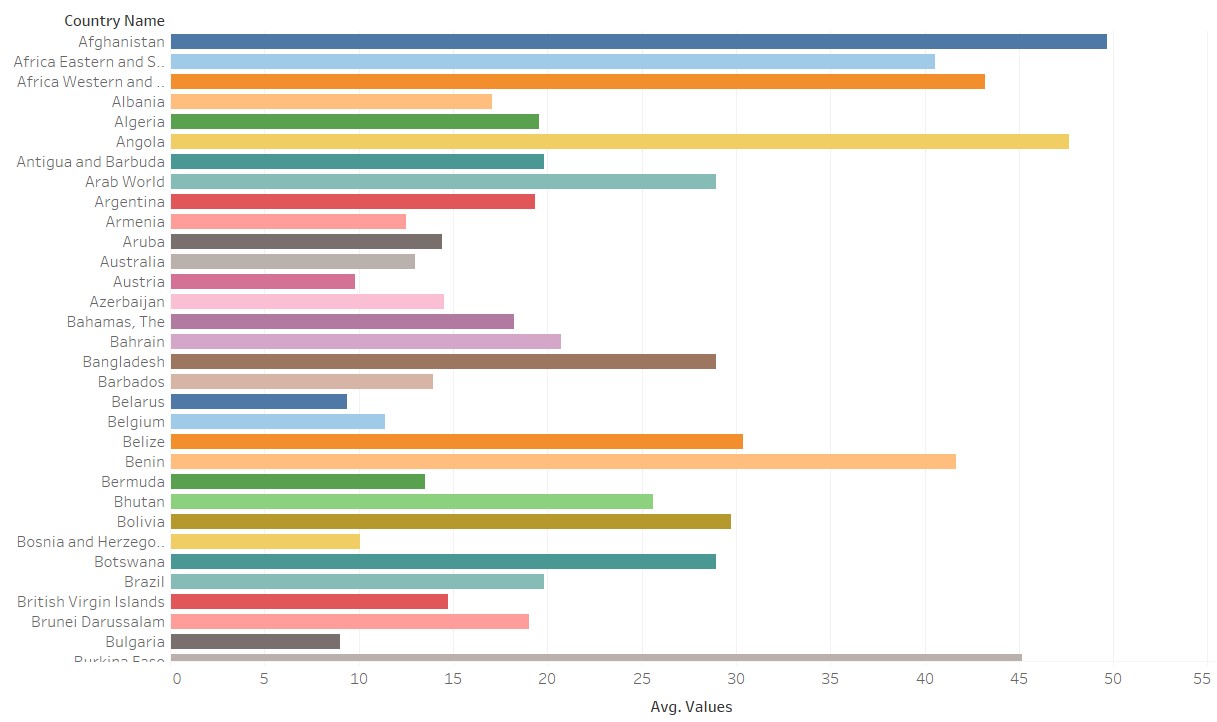 Country Name
Afghanistan
Africa Eastern and S..
Africa Western and ..
Albania
Algeria
Angola
Antigua and Barbuda
Arab World
Argentina
Armenia
Aruba
Australia
Austria
Azerbaijan
Bahamas, The
Bahrain
Bangladesh
Barbados
Belarus
Belgium
Belize
Benin
Bermuda
Bhutan
Bolivia
Bosnia and Herzego..
Botswana
Brazil
British Virgin Islands
Brunei Darussalam
Bulgaria
Burkina Faso
0 5 10 15 20 25 30 35 40 45 50 55
Avg. Values